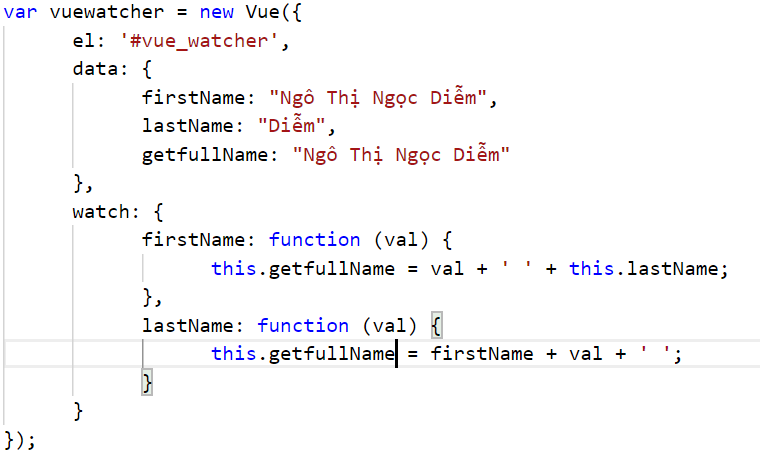 var vuewatcher = new Vue({
el: '#vue_watcher',
data: {
firstName: "Ngô Thị Ngọc Diễm",
lastName: "Diễm",
getfullName: "Ngô Thị Ngọc Diễm"
},
watch: {
firstName: function (val) {
this.getfullName = val + ' ' + this.lastName;
},
lastName: function (val) {
this.getfullName = firstName + val + ' ';
}
}
});